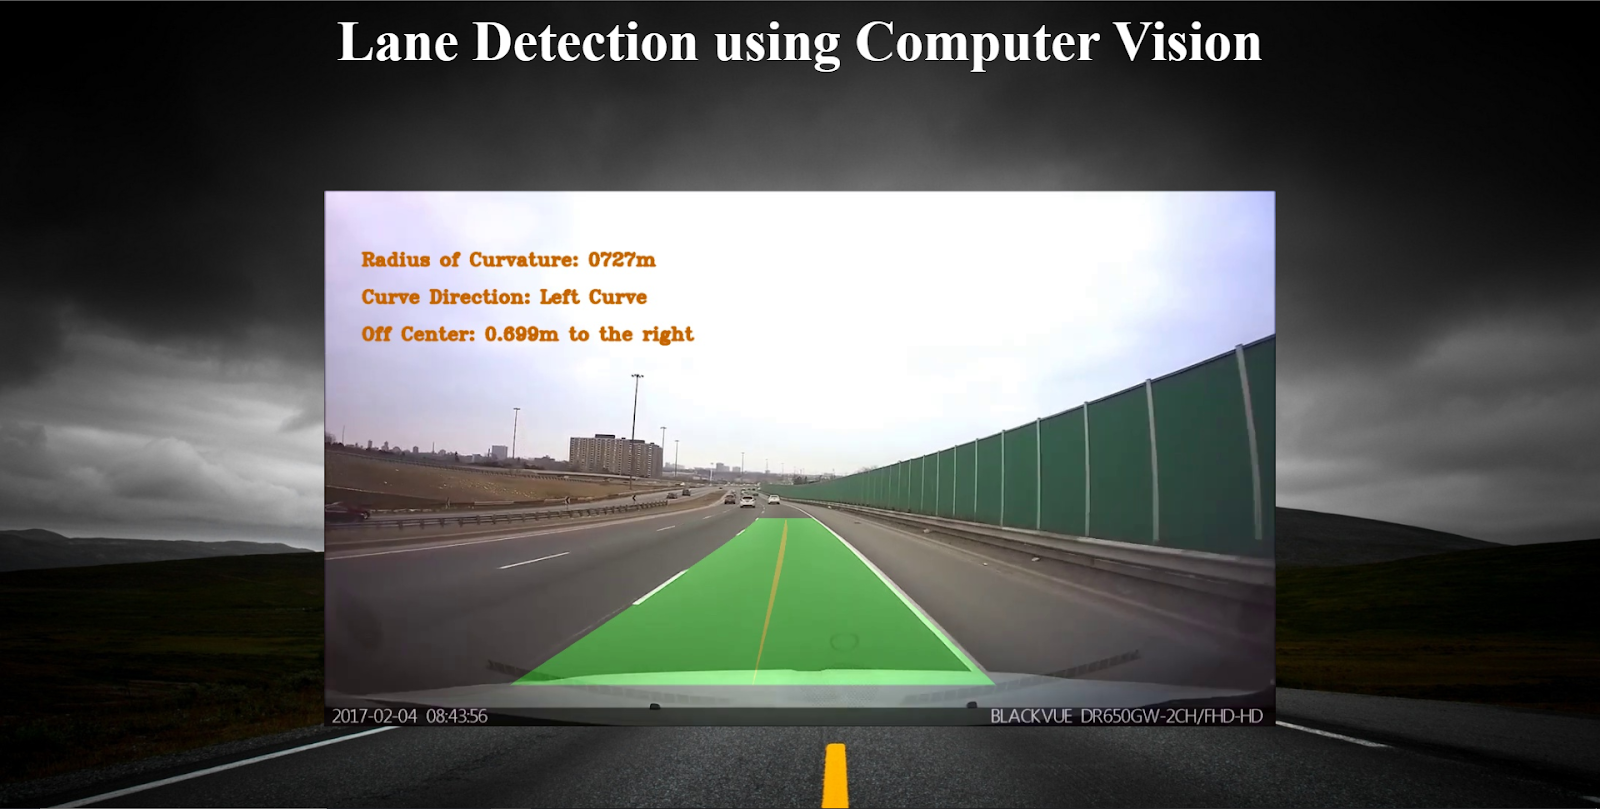 Lane Detection using Computer Vision
Radius of Curvature: 0727m
Curve Direction: Left Curve
Off Center: 0.699m to the right
2017-02-04 08:43:56
BLACKVUE DR650GW-2CH/FHD-HD